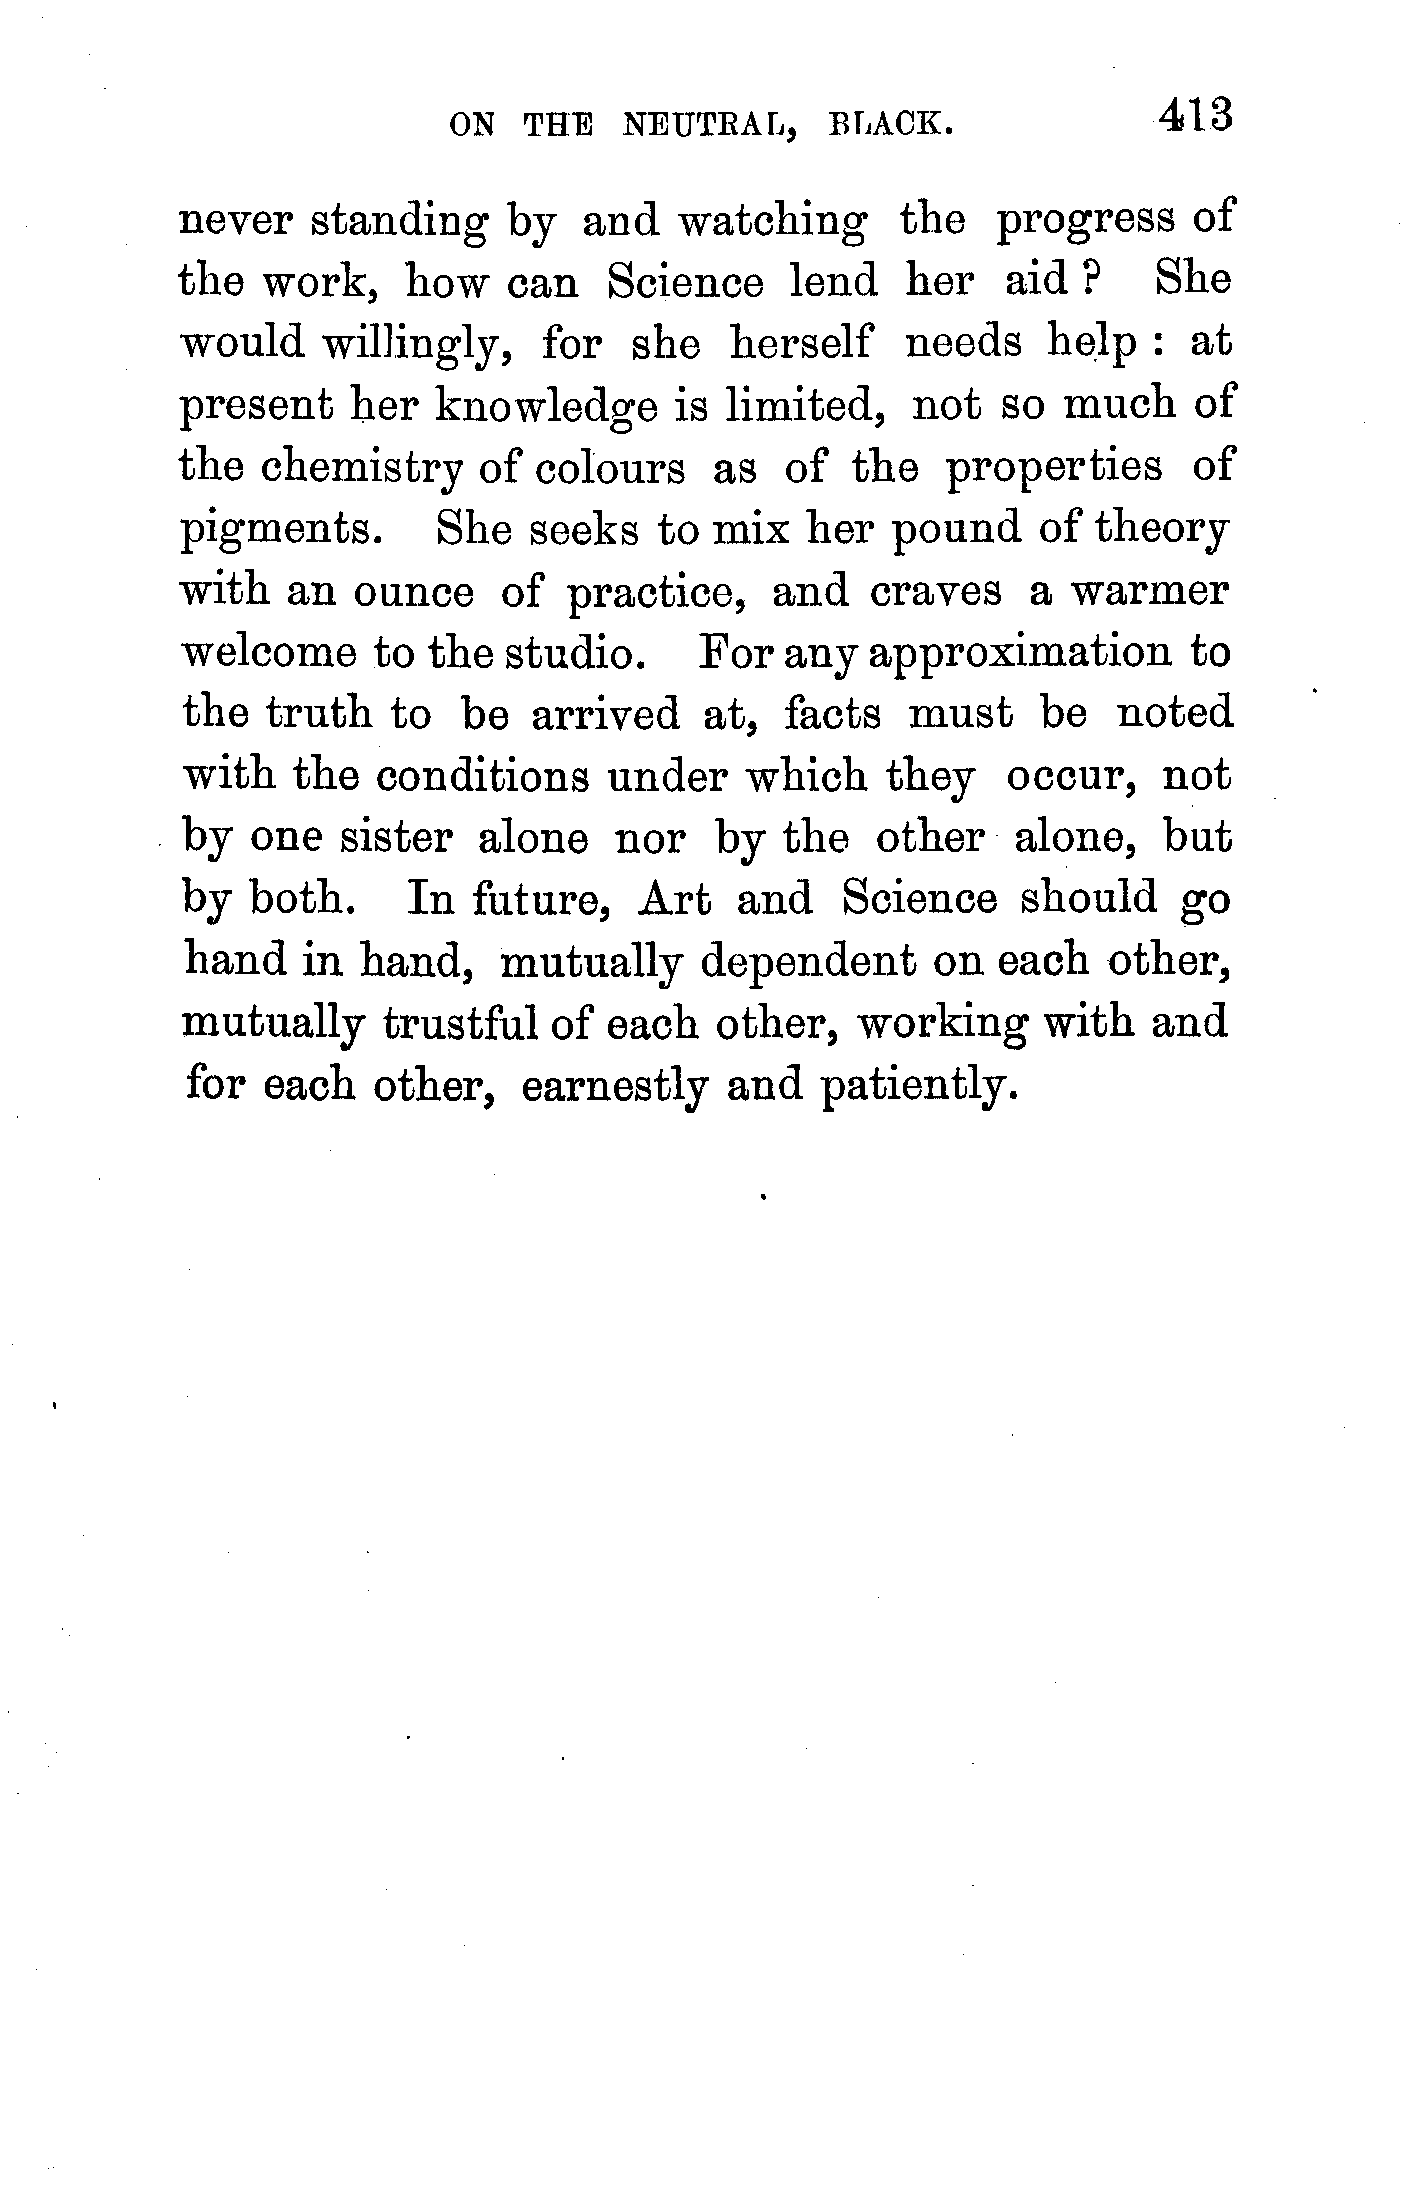 ON THE NEUTRAL, BLACK. 413
never standing by and watching the progress of
the work, how can Science lend her aid ? She
would willingly, for she herself needs help : at
present her knowledge is limited, not so much of
the chemistry of colours as of the properties of
pigments. She seeks to mix her pound of theory
with an ounce of practice, and craves a warmer
welcome to the studio. For any approximation to
the truth to be arrived at, facts must be noted
with the conditions under which they occur, not
by one sister alone nor by the other alone, but
by both. In future, Art and Science should go
hand in hand, mutually dependent on each other,
mutually trustful of each other, working with and
for each other, earnestly and patiently.